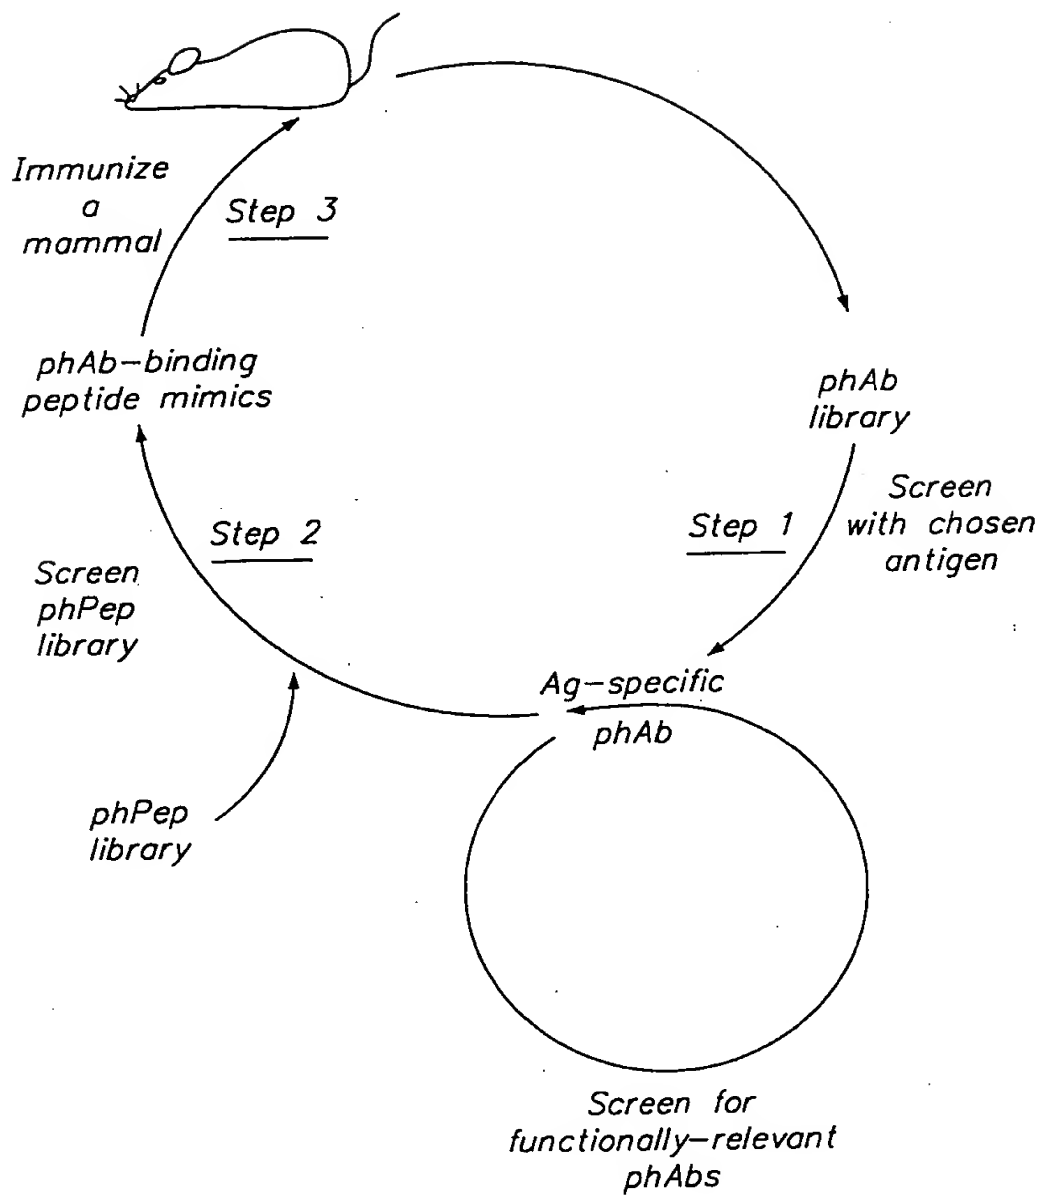 Immunize
a
mammal
Step 3
phAb-binding
peptide mimics
phAb
library
Screen
with chosen
antigen
Step 1
Step 2
Screen
phPep
library
Ag-specific
phAb
phPep
library
Screen for
functionally-relevant
phAbs